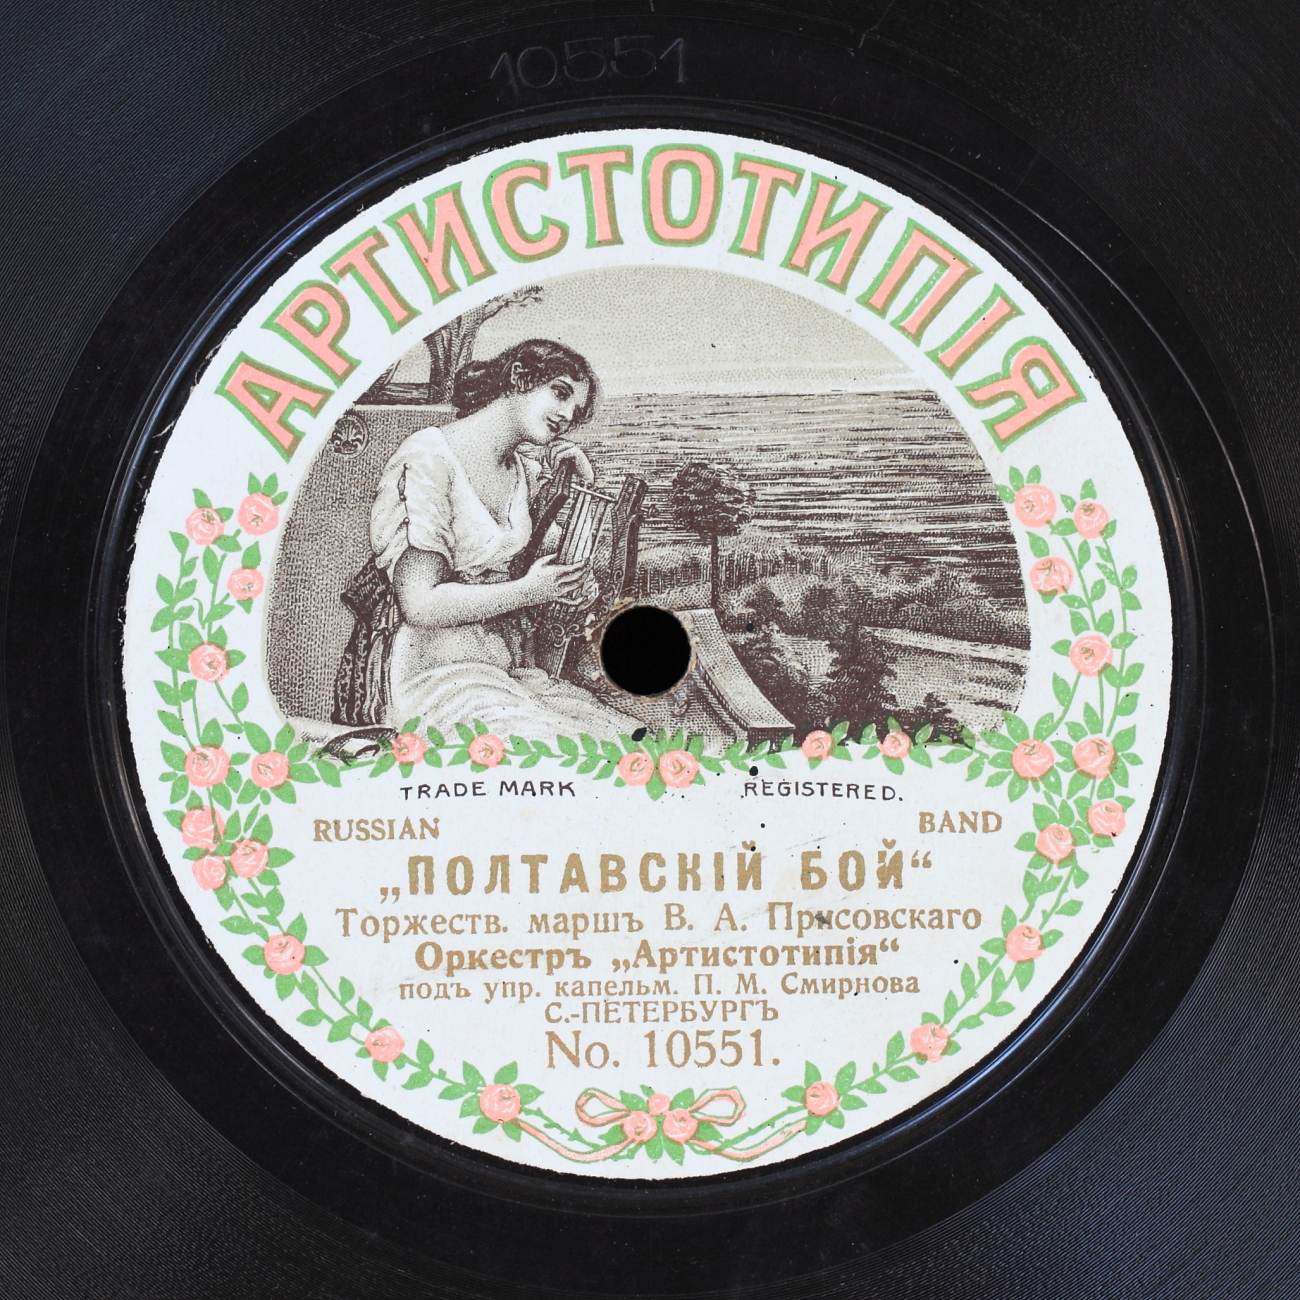 10551
АРТИСТОТИПІЯ
TRADE MARK REGISTERED.
RUSSIAN BAND
„ПОЛТАВСКІЙ БОЙ“
Торжеств. маршъ В. А. Присовскаго
Оркестръ „Артистотипія“
подъ упр. капельм. П. М. Смирнова
С.-ПЕТЕРБУРГЪ
No. 10551.